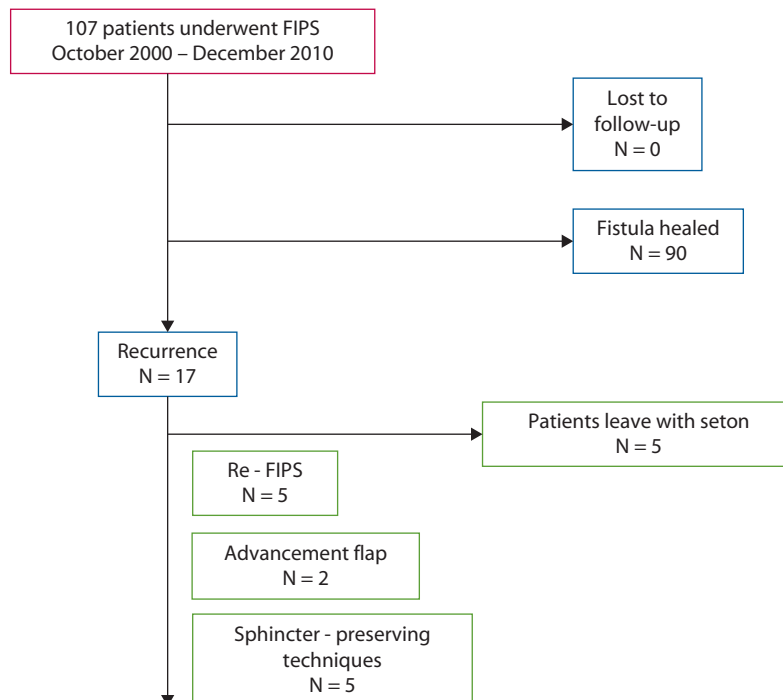 107 patients underwent FIPS
October 2000 – December 2010
Lost to
follow-up
N = 0
Fistula healed
N = 90
Recurrence
N = 17
Patients leave with seton
N = 5
Re - FIPS
N = 5
Advancement flap
N = 2
Sphincter - preserving
techniques
N = 5